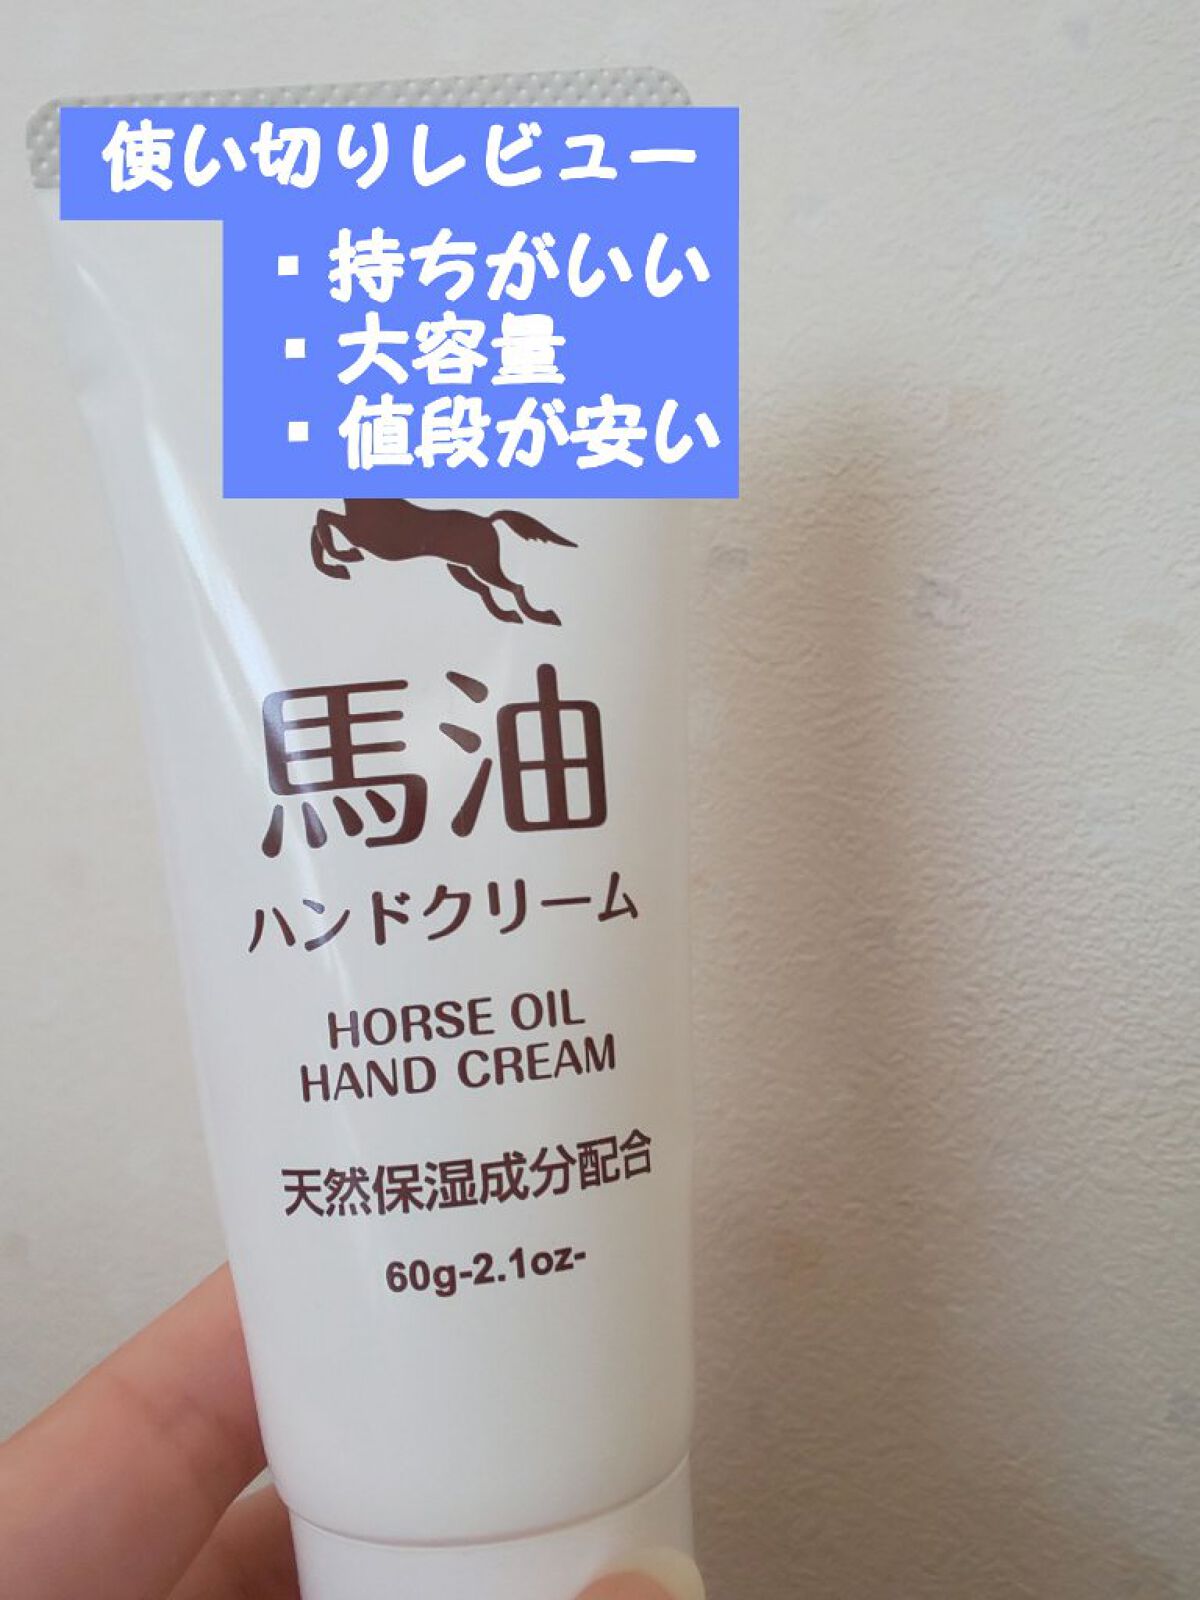 使い切りレビュー
▪持ちがいい
▪大容量
▪値段が安い
馬油
ハンドクリーム
HORSE OIL
HAND CREAM
天然保湿成分配合
60g-2.1oz-